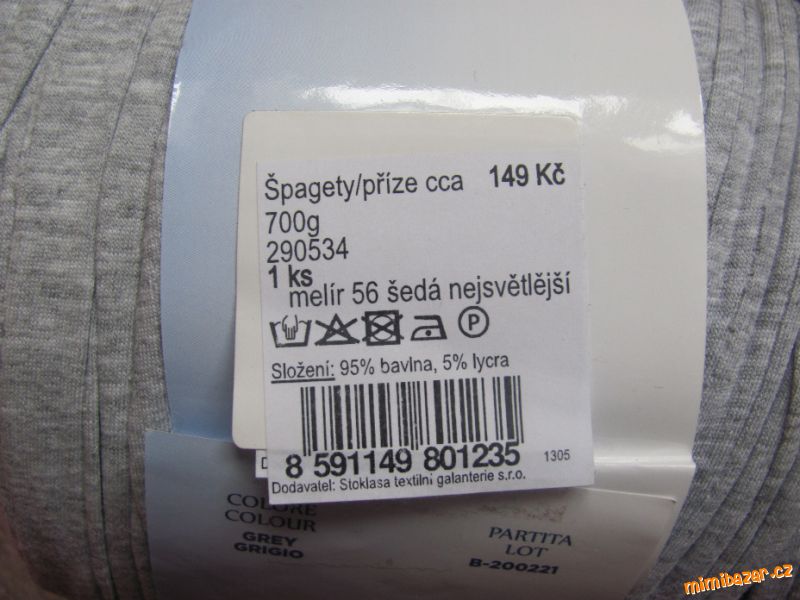 Špagety/příze cca 149 Kč
700g
290534
1 ks
melír 56 šedá nejsvětlější
P
Složení: 95% bavlna, 5% lycra
8 591149 801235 1305
D
Dodavatel: Stoklasa textilní galanterie s.r.o.
COLORE
COLOUR
GREY
GRIGIO
PARTITA
LOT
B-200221
mimibazar.cz